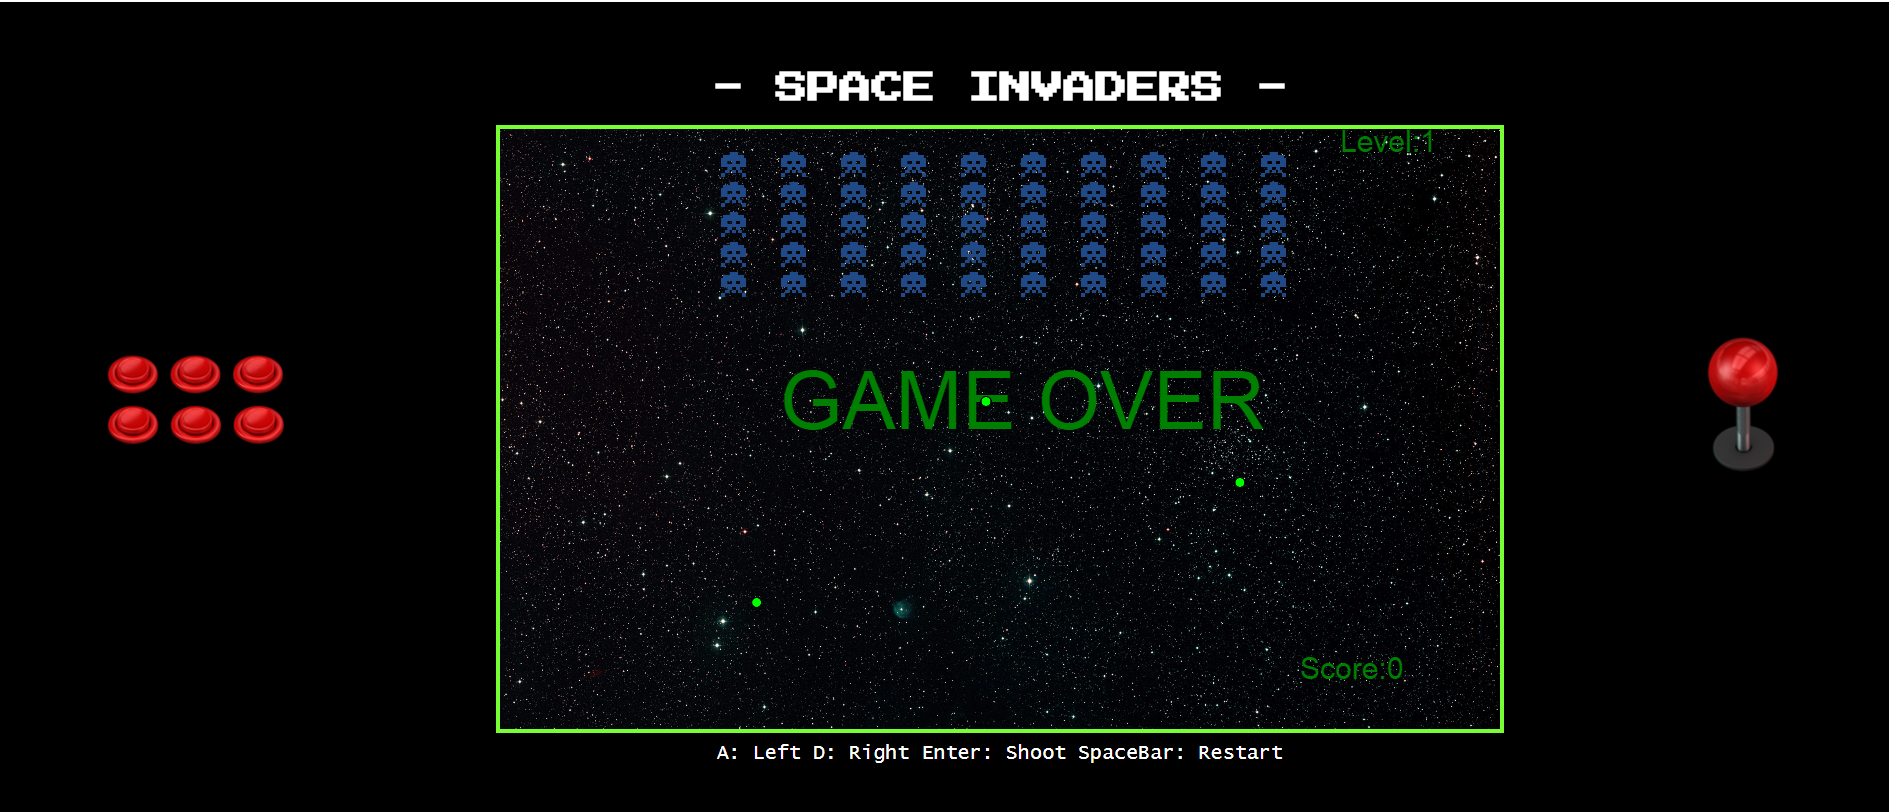 - SPACE INVADERS -
Level:1
GAME OVER
Score:0
A: Left D: Right Enter: Shoot SpaceBar: Restart